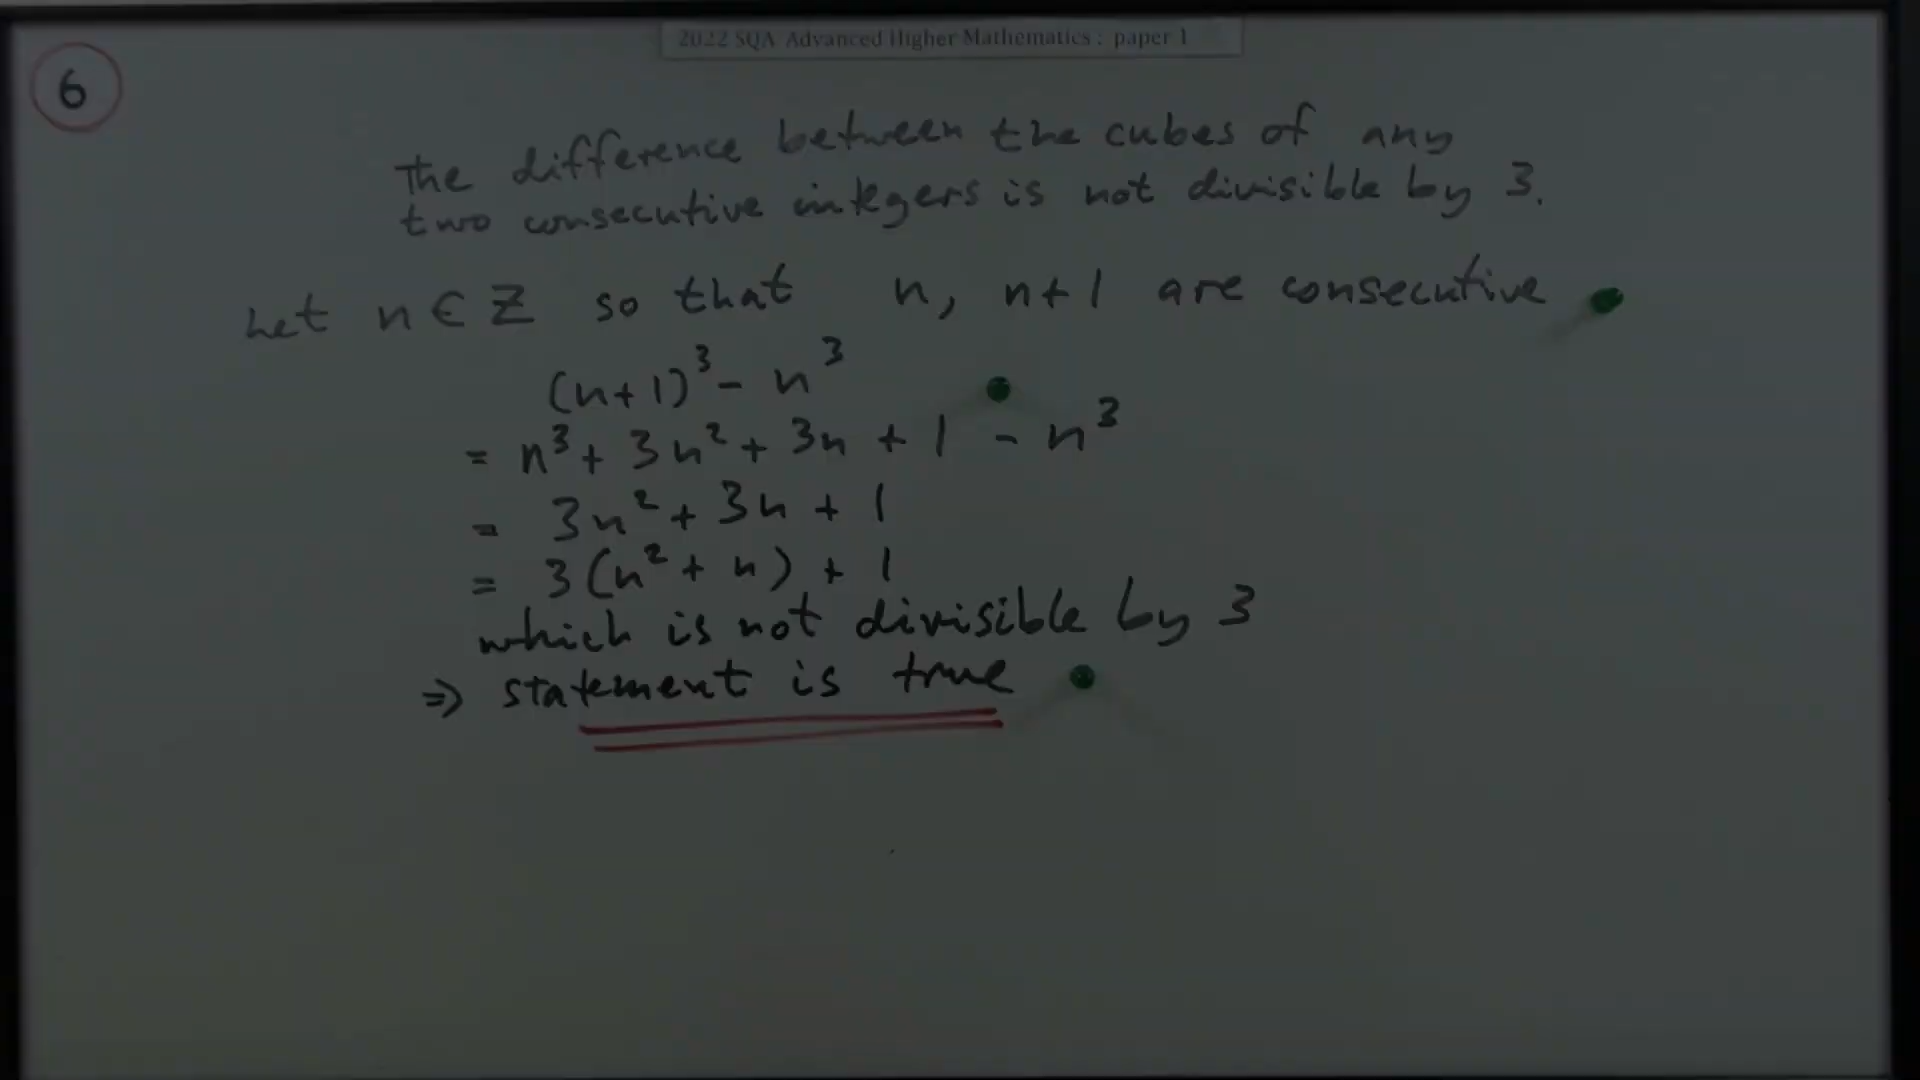 2022 SQA Advanced Higher Mathematics : paper 1
6
The difference between the cubes of any
two consecutive integers is not divisible by 3.
Let n ∈ Z so that n, n+1 are consecutive
(n+1)³ - n³
= n³ + 3n² + 3n + 1 - n³
= 3n² + 3n + 1
= 3(n² + n) + 1
which is not divisible by 3
⇒ statement is true